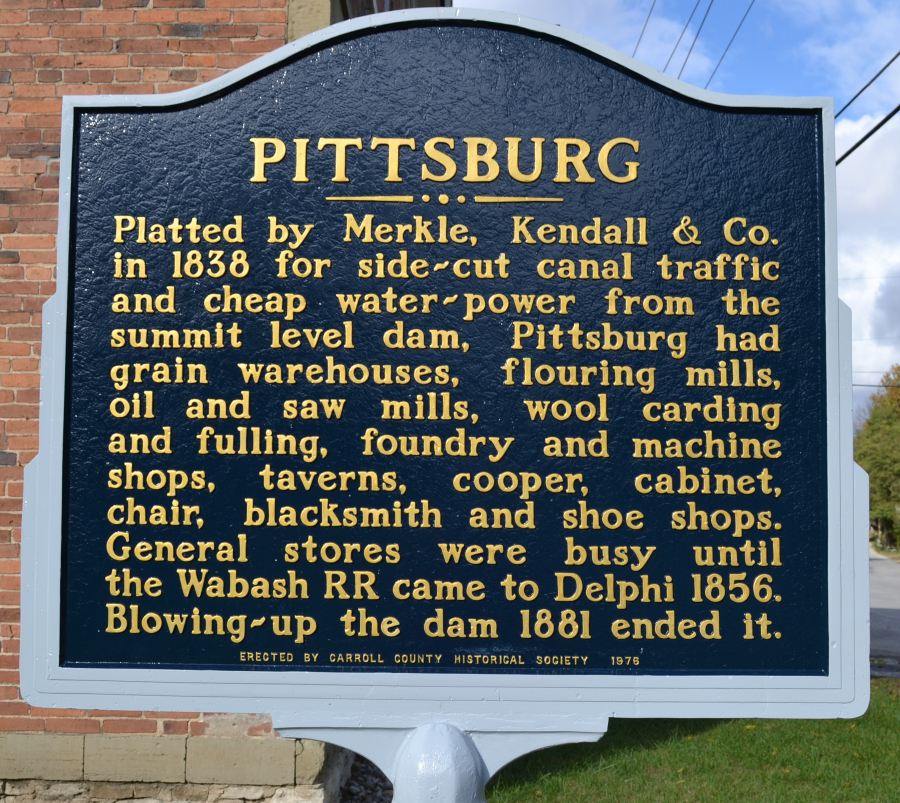 PITTSBURG
Platted by Merkle, Kendall & Co.
in 1838 for side-cut canal traffic
and cheap water-power from the
summit level dam, Pittsburg had
grain warehouses, flouring mills,
oil and saw mills, wool carding
and fulling, foundry and machine
shops, taverns, cooper, cabinet,
chair, blacksmith and shoe shops.
General stores were busy until
the Wabash RR came to Delphi 1856.
Blowing-up the dam 1881 ended it.
ERECTED BY CARROLL COUNTY HISTORICAL SOCIETY 1976